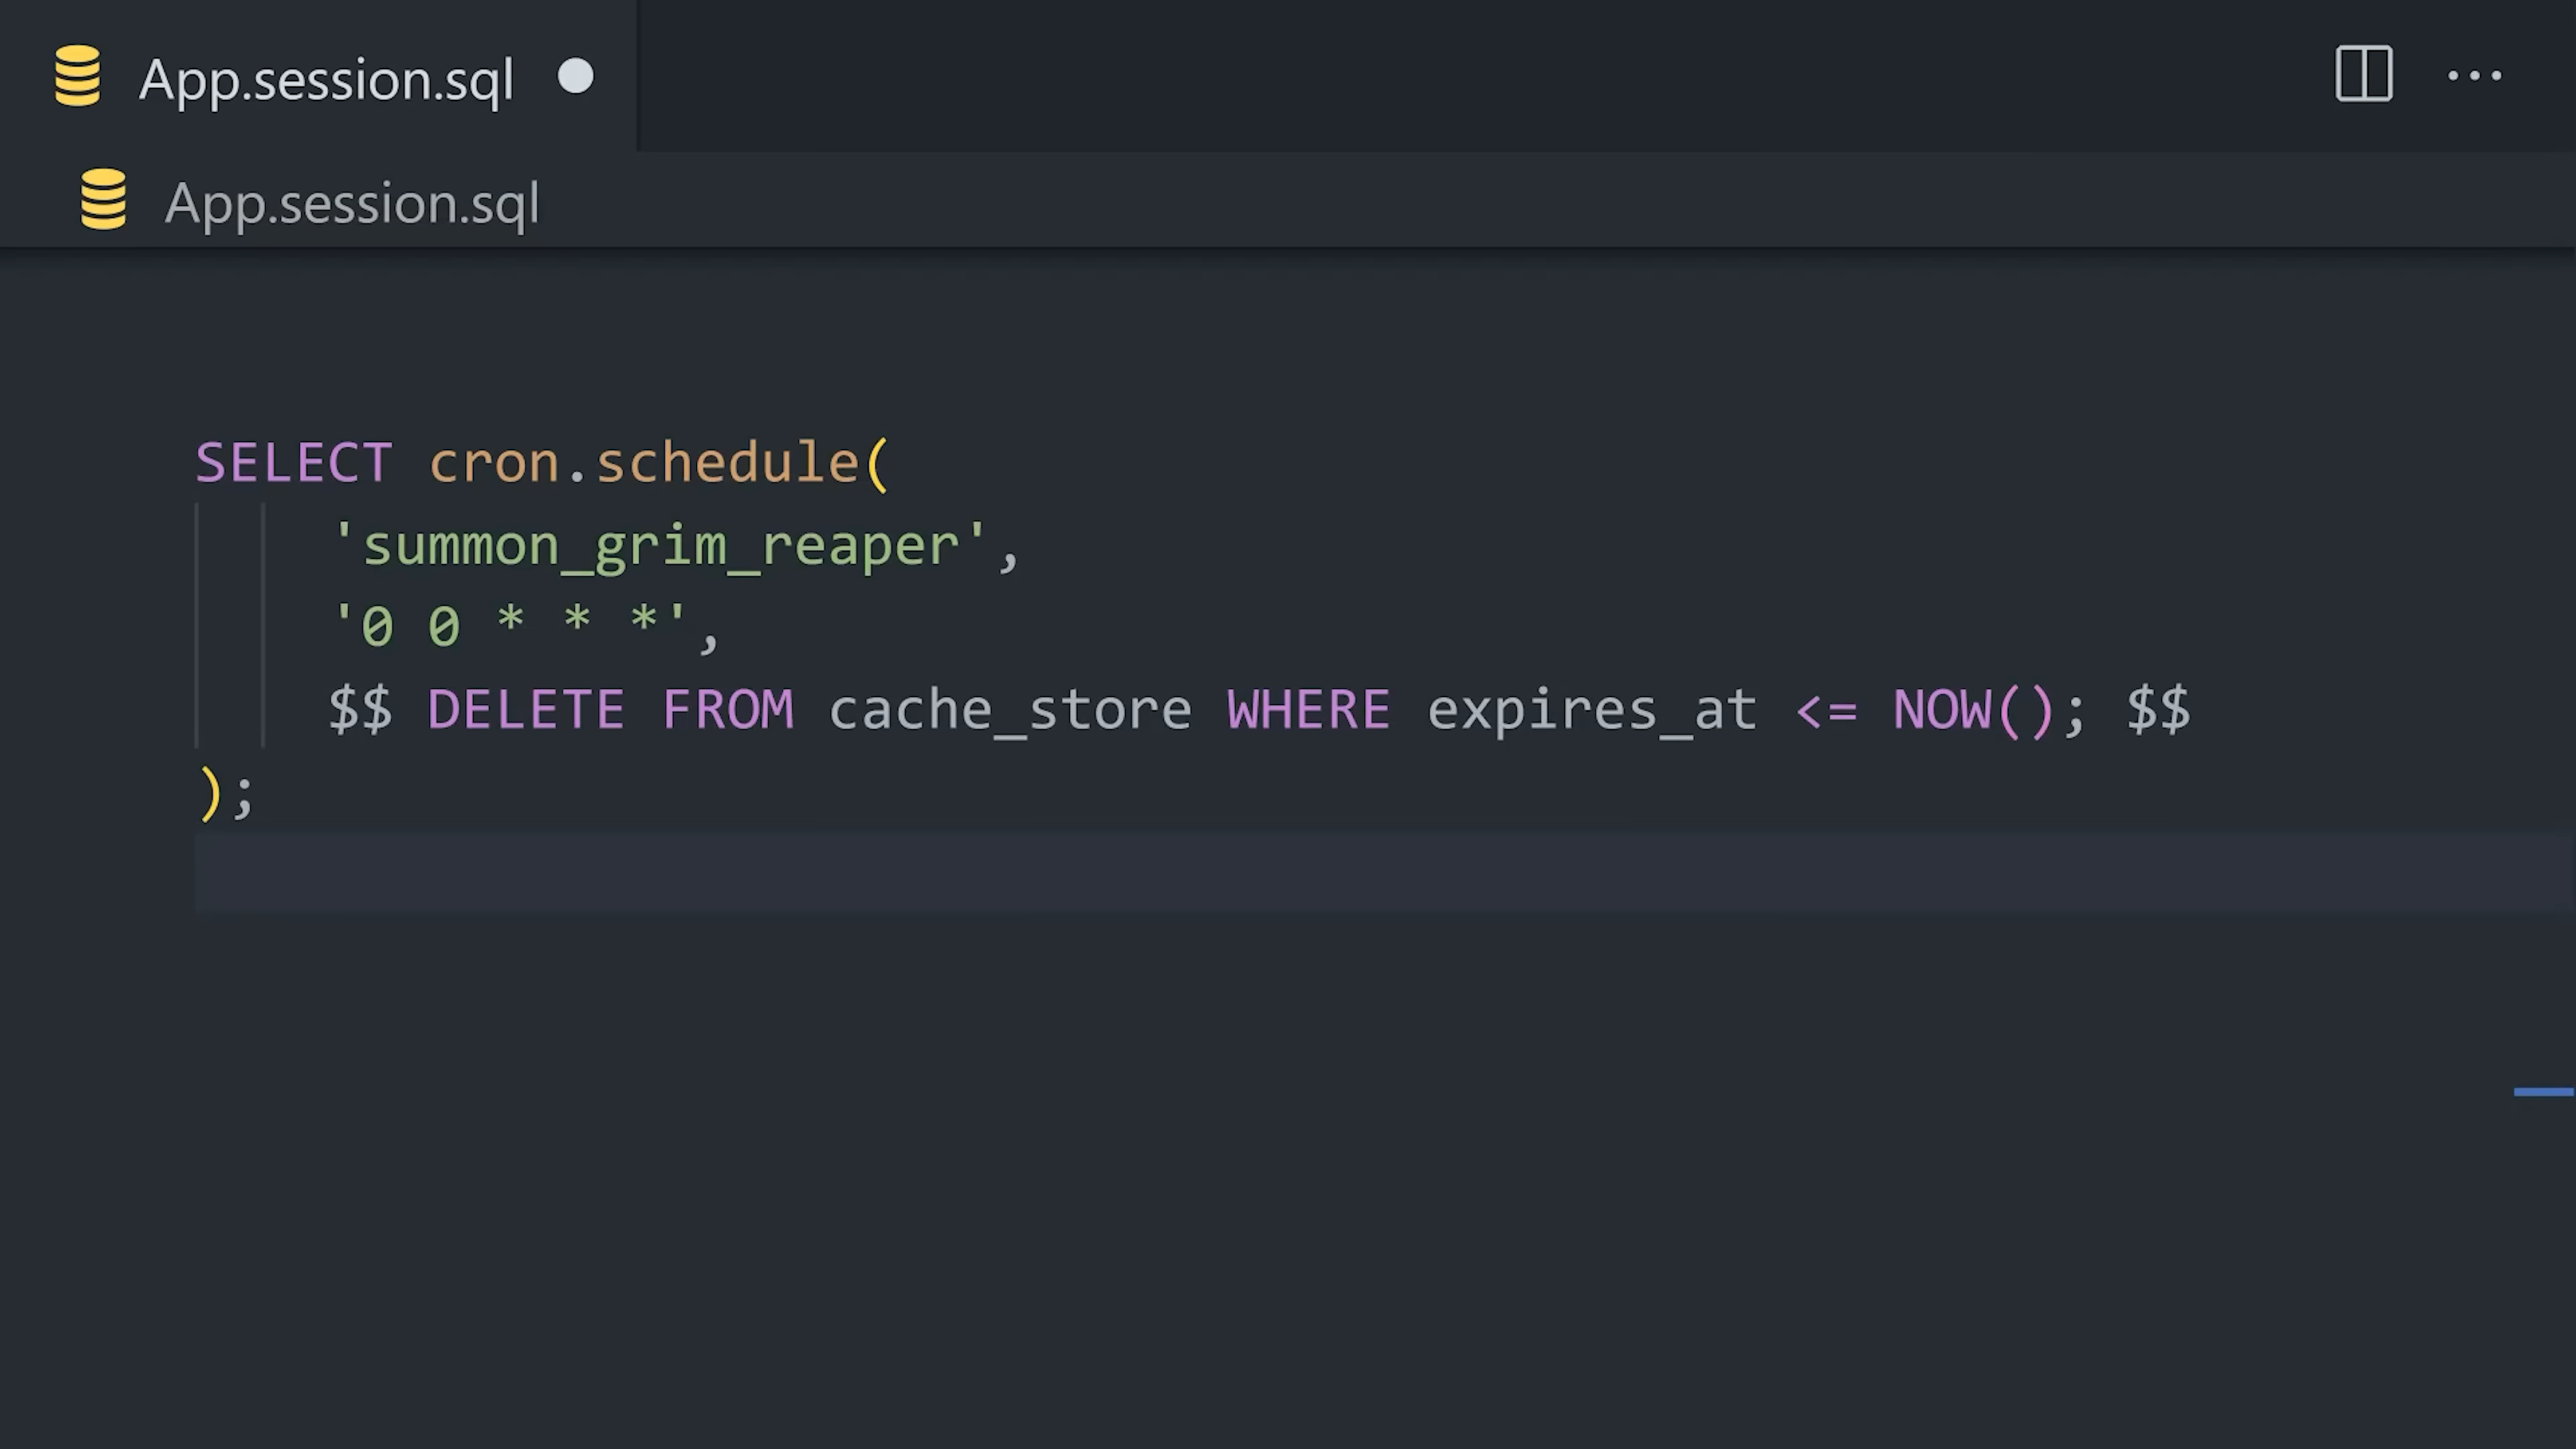 App.session.sql
App.session.sql
SELECT cron.schedule(
'summon_grim_reaper',
'0 0 * * *',
$$ DELETE FROM cache_store WHERE expires_at <= NOW(); $$
);